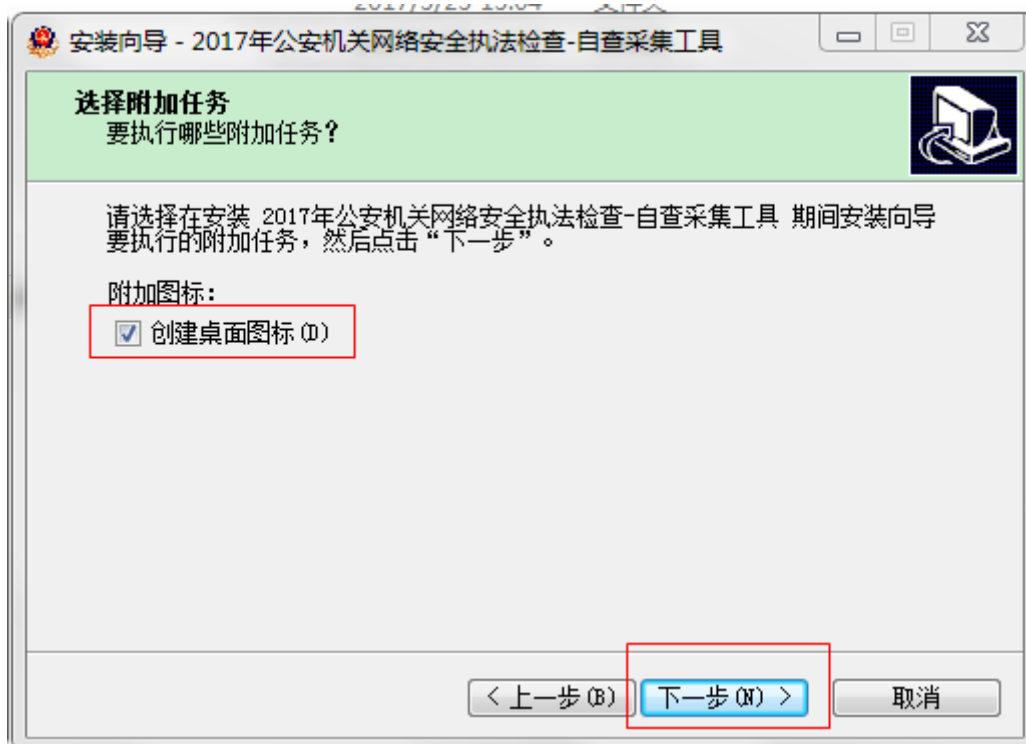 安装向导 - 2017年公安机关网络安全执法检查-自查采集工具
选择附加任务
要执行哪些附加任务？
请选择在安装 2017年公安机关网络安全执法检查-自查采集工具 期间安装向导
要执行的附加任务，然后点击“下一步”。
附加图标：
创建桌面图标(D)
< 上一步(B)
下一步(N) >
取消